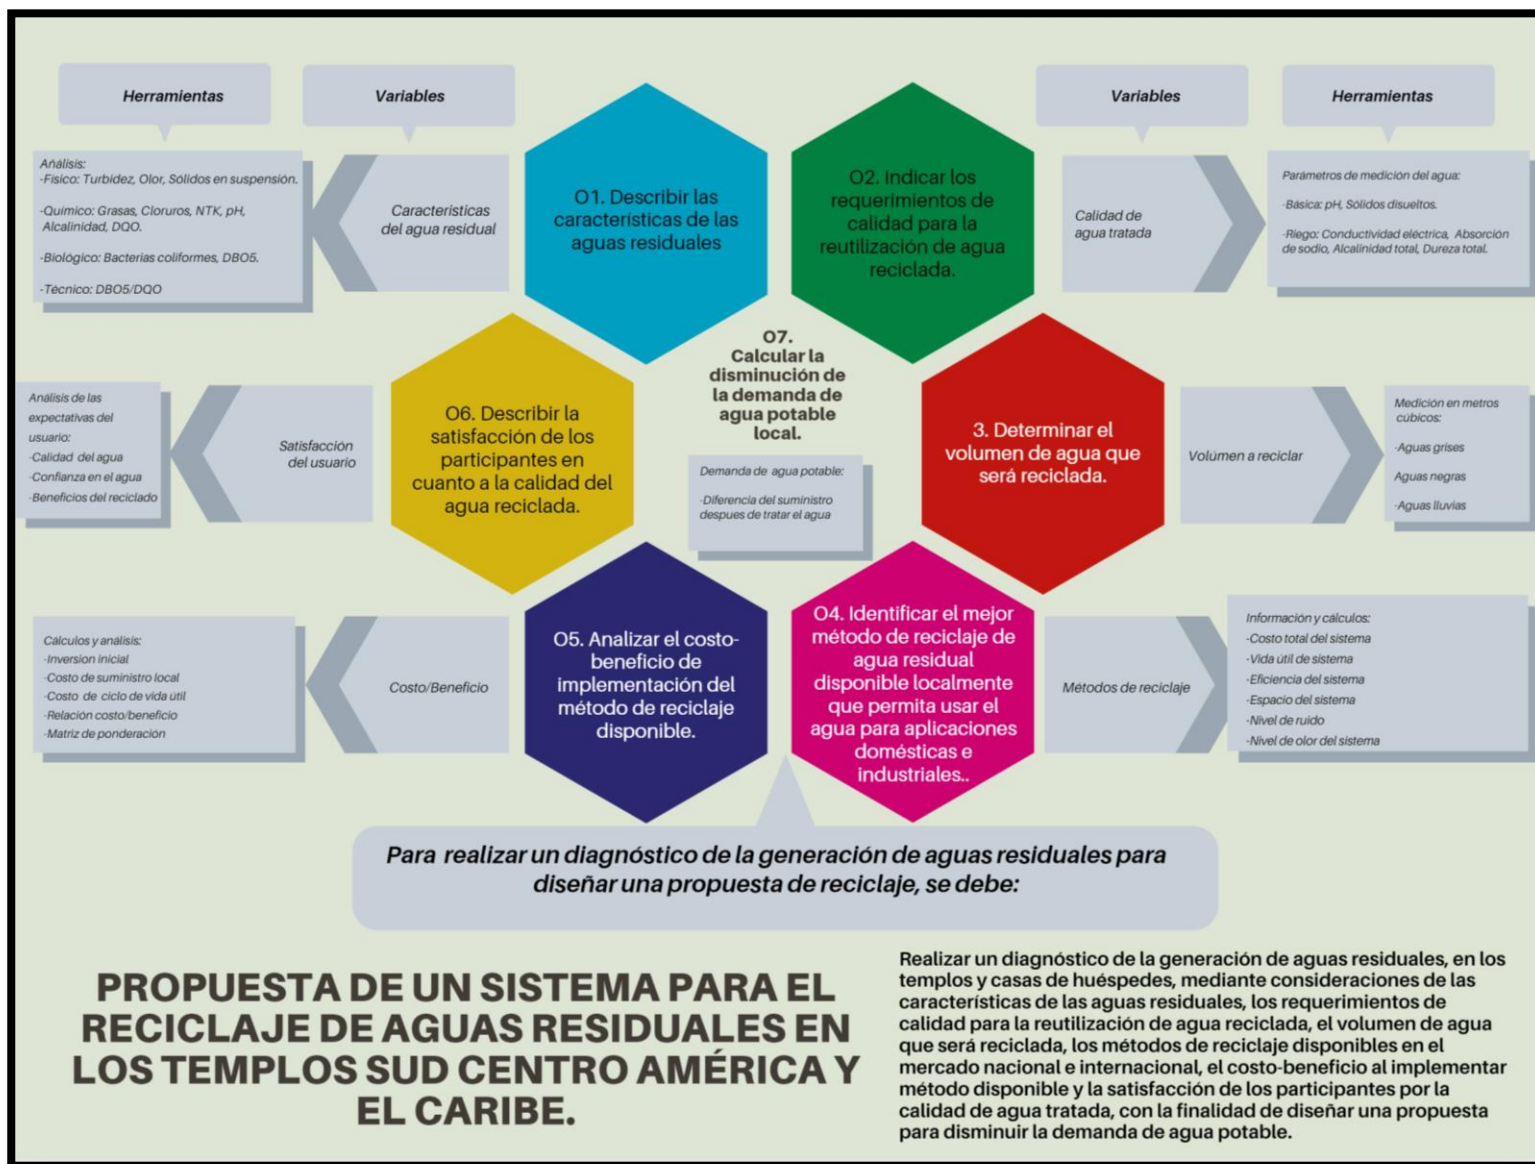 Herramientas
Variables
Variables
Herramientas
Análisis:
-Físico: Turbidez, Olor, Sólidos en suspensión.
-Químico: Grasas, Cloruros, NTK, pH,
Alcalinidad, DQO.
-Biológico: Bacterias coliformes, DBO5.
-Técnico: DBO5/DQO
Características
del agua residual
O1. Describir las
características de las
aguas residuales
O2. Indicar los
requerimientos de
calidad para la
reutilización de agua
reciclada.
Calidad de
agua tratada
Parámetros de medición del agua:
-Básica: pH, Sólidos disueltos.
-Riego: Conductividad eléctrica, Absorción
de sodio, Alcalinidad total, Dureza total.
Análisis de las
expectativas del
usuario:
-Calidad del agua
-Confianza en el agua
-Beneficios del reciclado
Satisfacción
del usuario
O6. Describir la
satisfacción de los
participantes en
cuanto a la calidad del
agua reciclada.
O7.
Calcular la
disminución de
la demanda de
agua potable
local.
Demanda de agua potable:
-Diferencia del suministro
despues de tratar el agua
3. Determinar el
volumen de agua que
será reciclada.
Volúmen a reciclar
Medición en metros
cúbicos:
-Aguas grises
Aguas negras
-Aguas lluvias
Cálculos y análisis:
-Inversion inicial
-Costo de suministro local
-Costo de ciclo de vida útil
-Relación costo/beneficio
-Matriz de ponderación
Costo/Beneficio
O5. Analizar el costo-
beneficio de
implementación del
método de reciclaje
disponible.
O4. Identificar el mejor
método de reciclaje de
agua residual
disponible localmente
que permita usar el
agua para aplicaciones
domésticas e
industriales..
Métodos de reciclaje
Información y cálculos:
-Costo total del sistema
-Vida útil de sistema
-Eficiencia del sistema
-Espacio del sistema
-Nivel de ruido
-Nivel de olor del sistema
Para realizar un diagnóstico de la generación de aguas residuales para
diseñar una propuesta de reciclaje, se debe:
PROPUESTA DE UN SISTEMA PARA EL
RECICLAJE DE AGUAS RESIDUALES EN
LOS TEMPLOS SUD CENTRO AMÉRICA Y
EL CARIBE.
Realizar un diagnóstico de la generación de aguas residuales, en los
templos y casas de huéspedes, mediante consideraciones de las
características de las aguas residuales, los requerimientos de
calidad para la reutilización de agua reciclada, el volumen de agua
que será reciclada, los métodos de reciclaje disponibles en el
mercado nacional e internacional, el costo-beneficio al implementar
método disponible y la satisfacción de los participantes por la
calidad de agua tratada, con la finalidad de diseñar una propuesta
para disminuir la demanda de agua potable.